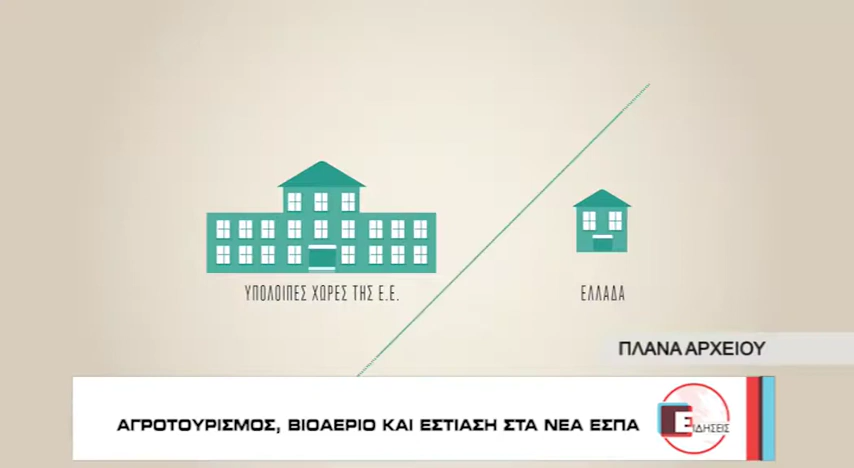 ΥΠΟΛΟΙΠΕΣ ΧΩΡΕΣ ΤΗΣ Ε.Ε.
ΕΛΛΑΔΑ
ΠΛΑΝΑ ΑΡΧΕΙΟΥ
ΑΓΡΟΤΟΥΡΙΣΜΟΣ, ΒΙΟΑΕΡΙΟ ΚΑΙ ΕΣΤΙΑΣΗ ΣΤΑ ΝΕΑ ΕΣΠΑ
ΕΙΔΗΣΕΙΣ